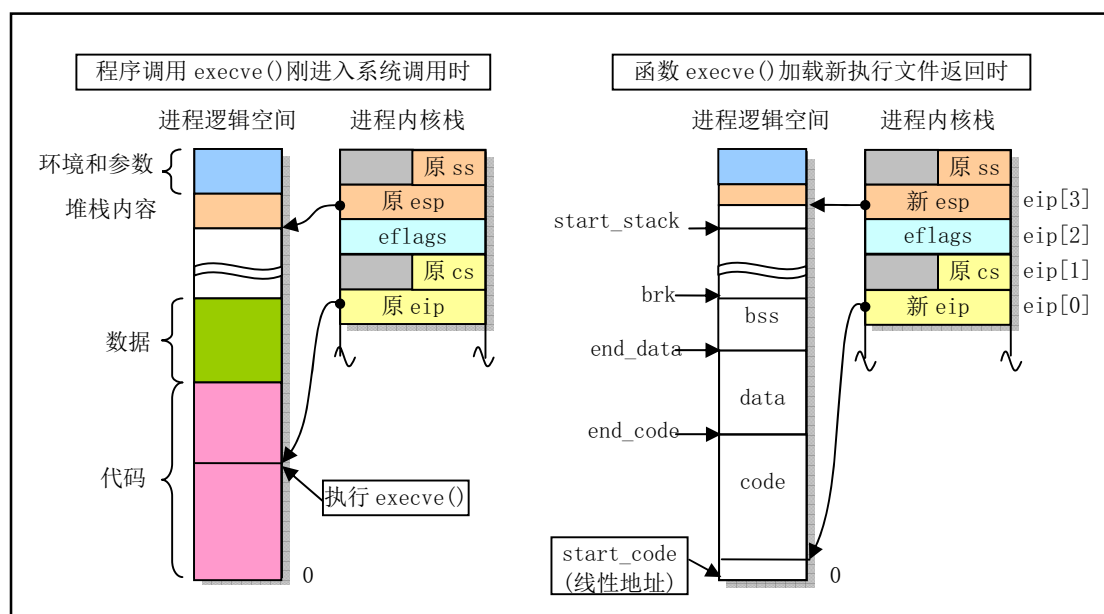 程序调用 execve()刚进入系统调用时
进程逻辑空间
进程内核栈
环境和参数
堆栈内容
数据
代码
原 ss
原 esp
eflags
原 cs
原 eip
执行 execve()
0
函数 execve()加载新执行文件返回时
进程逻辑空间
进程内核栈
start_stack
brk
end_data
end_code
start_code
(线性地址)
bss
data
code
0
原 ss
新 esp
eflags
原 cs
新 eip
eip[3]
eip[2]
eip[1]
eip[0]